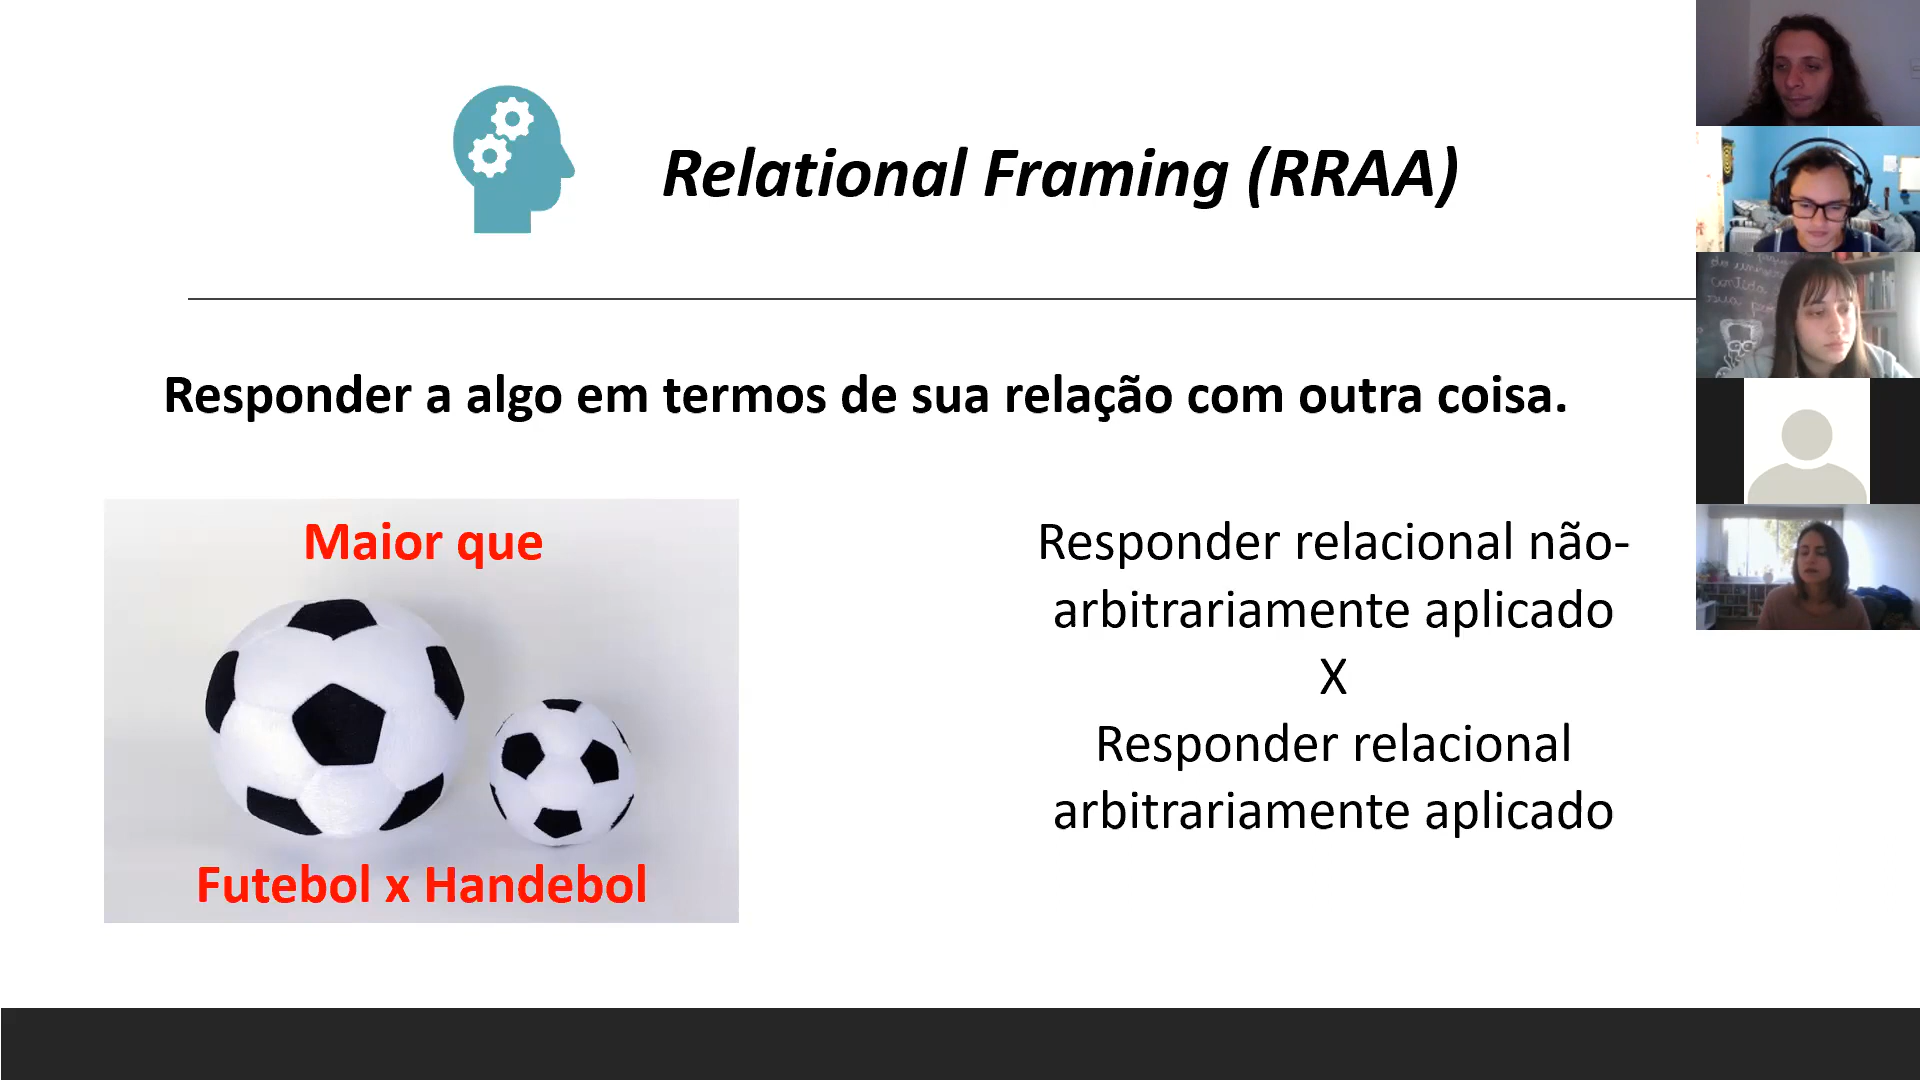 Relational Framing (RRAA)
Responder a algo em termos de sua relação com outra coisa.
Maior que
Futebol x Handebol
Responder relacional não-
arbitrariamente aplicado
X
Responder relacional
arbitrariamente aplicado